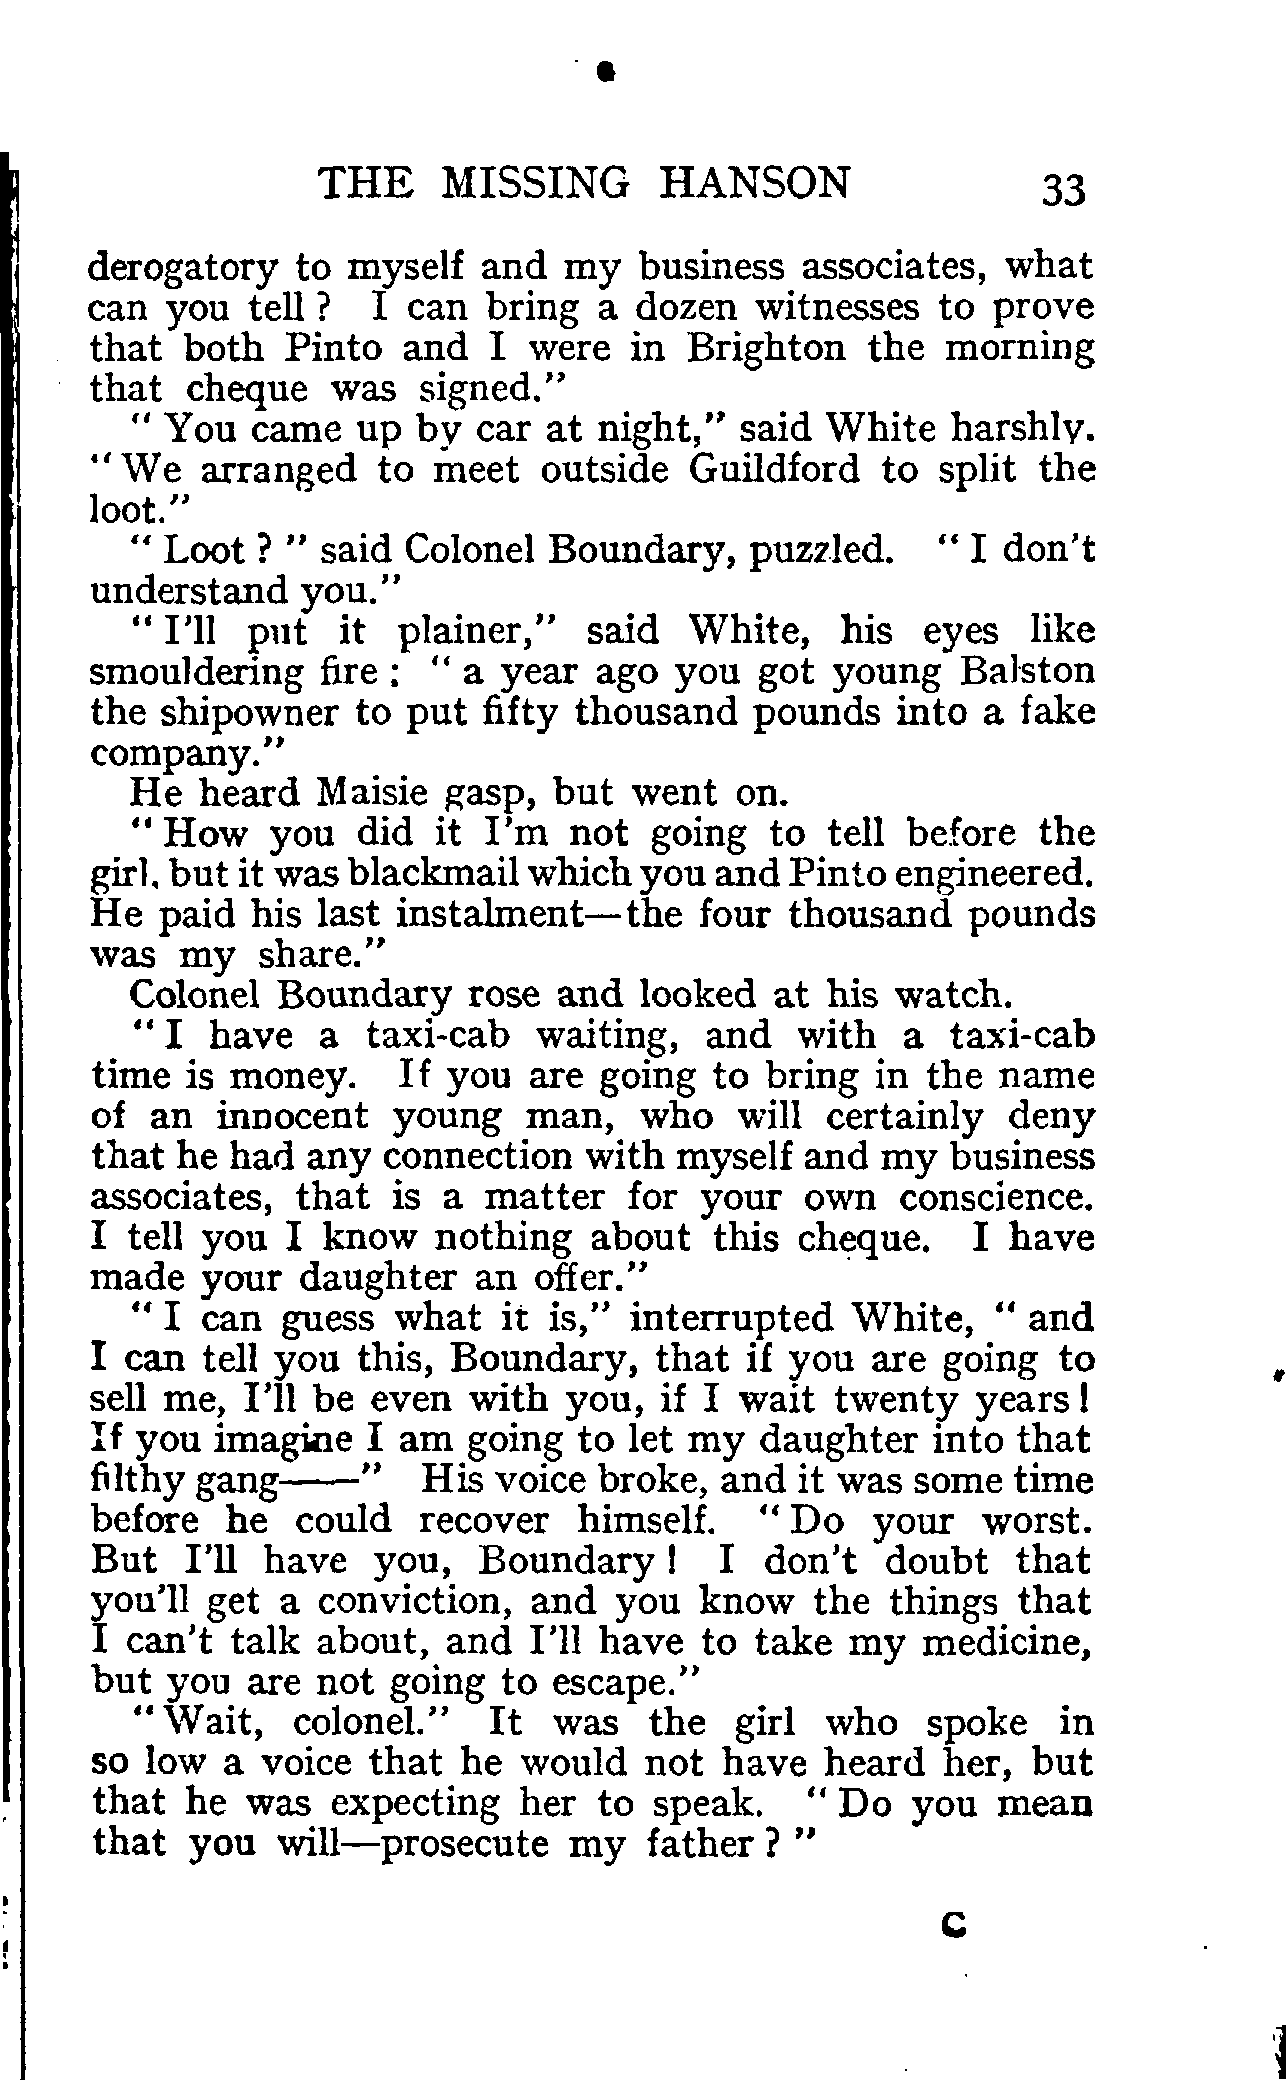 THE MISSING HANSON 33
derogatory to myself and my business associates, what
can you tell ? I can bring a dozen witnesses to prove
that both Pinto and I were in Brighton the morning
that cheque was signed."
" You came up by car at night," said White harshly.
"We arranged to meet outside Guildford to split the
loot."
" Loot ? " said Colonel Boundary, puzzled. " I don't
understand you."
" I'll put it plainer," said White, his eyes like
smouldering fire : " a year ago you got young Balston
the shipowner to put fifty thousand pounds into a fake
company."
He heard Maisie gasp, but went on.
" How you did it I'm not going to tell before the
girl, but it was blackmail which you and Pinto engineered.
He paid his last instalment—the four thousand pounds
was my share."
Colonel Boundary rose and looked at his watch.
" I have a taxi-cab waiting, and with a taxi-cab
time is money. If you are going to bring in the name
of an innocent young man, who will certainly deny
that he had any connection with myself and my business
associates, that is a matter for your own conscience.
I tell you I know nothing about this cheque. I have
made your daughter an offer."
" I can guess what it is," interrupted White, " and
I can tell you this, Boundary, that if you are going to
sell me, I'll be even with you, if I wait twenty years !
If you imagine I am going to let my daughter into that
filthy gang——" His voice broke, and it was some time
before he could recover himself. " Do your worst.
But I'll have you, Boundary ! I don't doubt that
you'll get a conviction, and you know the things that
I can't talk about, and I'll have to take my medicine,
but you are not going to escape."
" Wait, colonel." It was the girl who spoke in
so low a voice that he would not have heard her, but
that he was expecting her to speak. " Do you mean
that you will—prosecute my father ? "
C